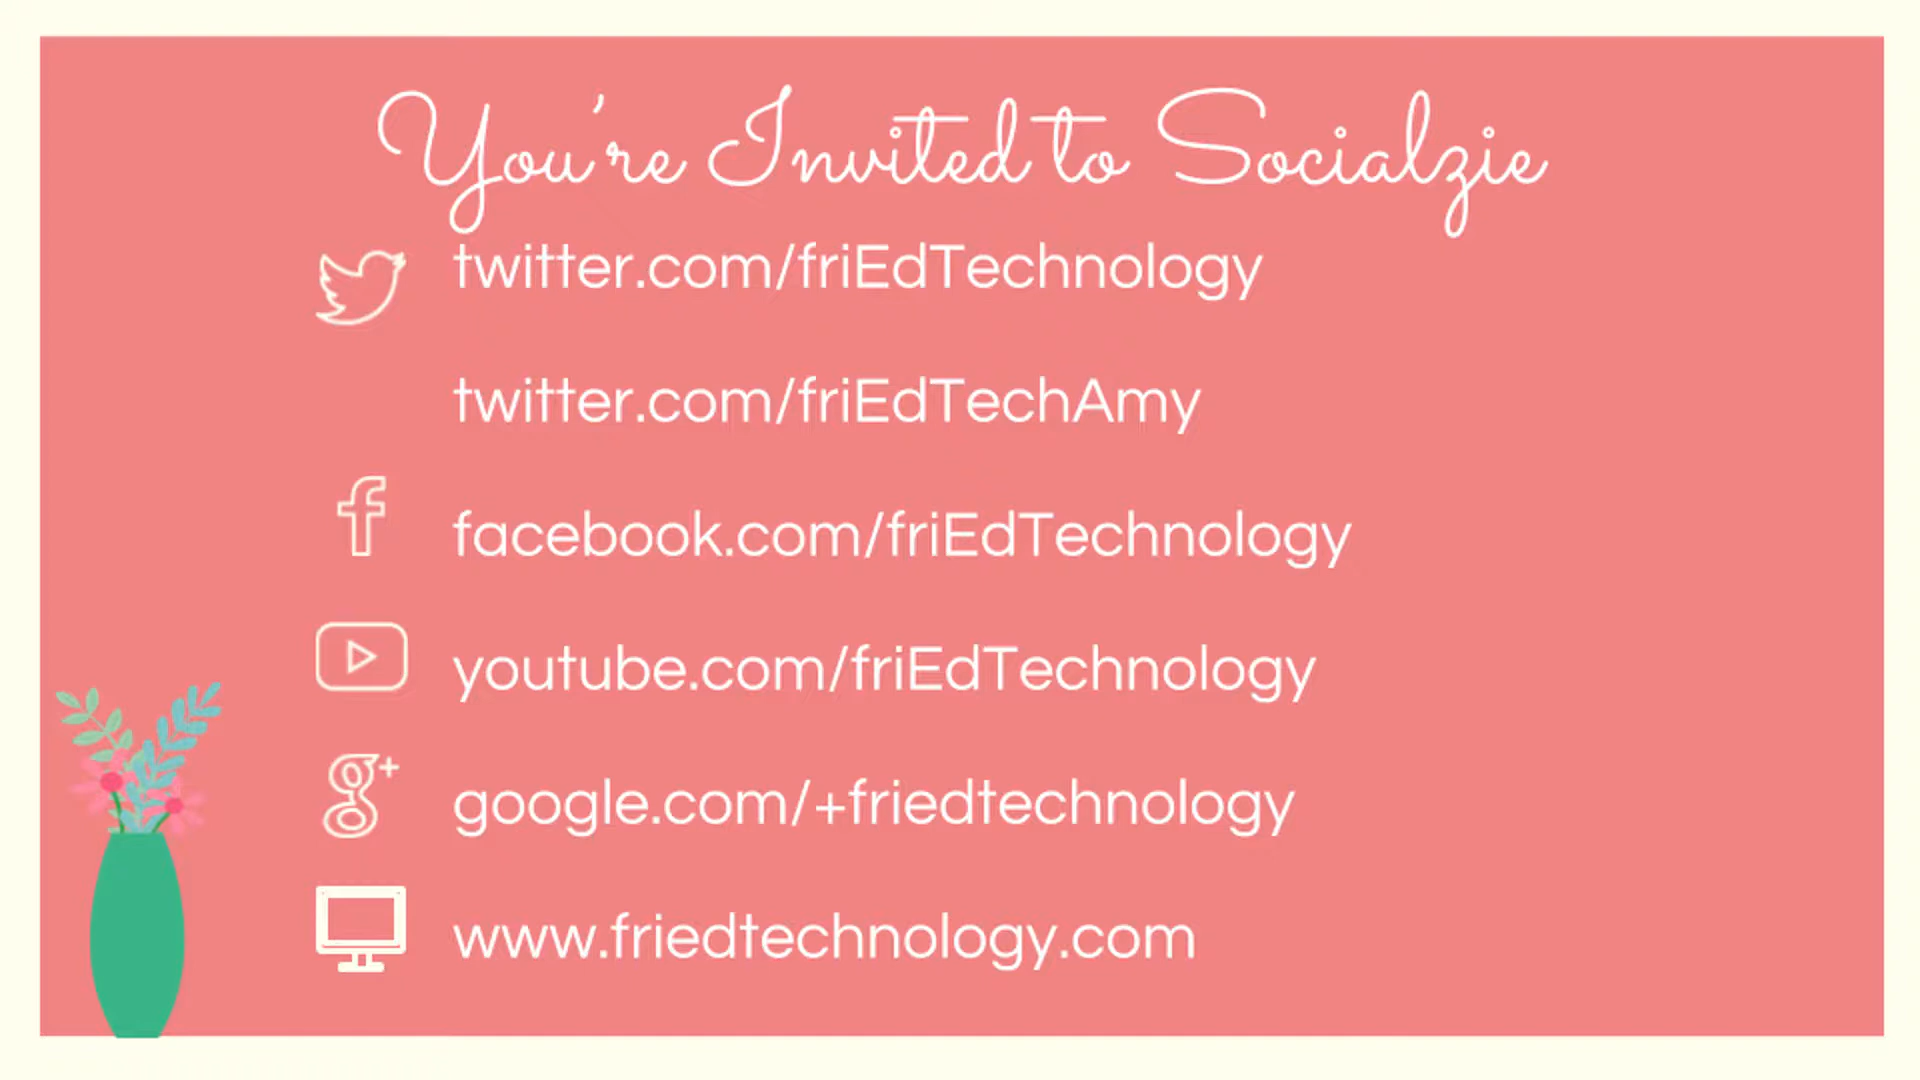 You're Invited to Socialzie
twitter.com/friEdTechnology
twitter.com/friEdTechAmy
facebook.com/friEdTechnology
youtube.com/friEdTechnology
google.com/+friedtechnology
www.friedtechnology.com